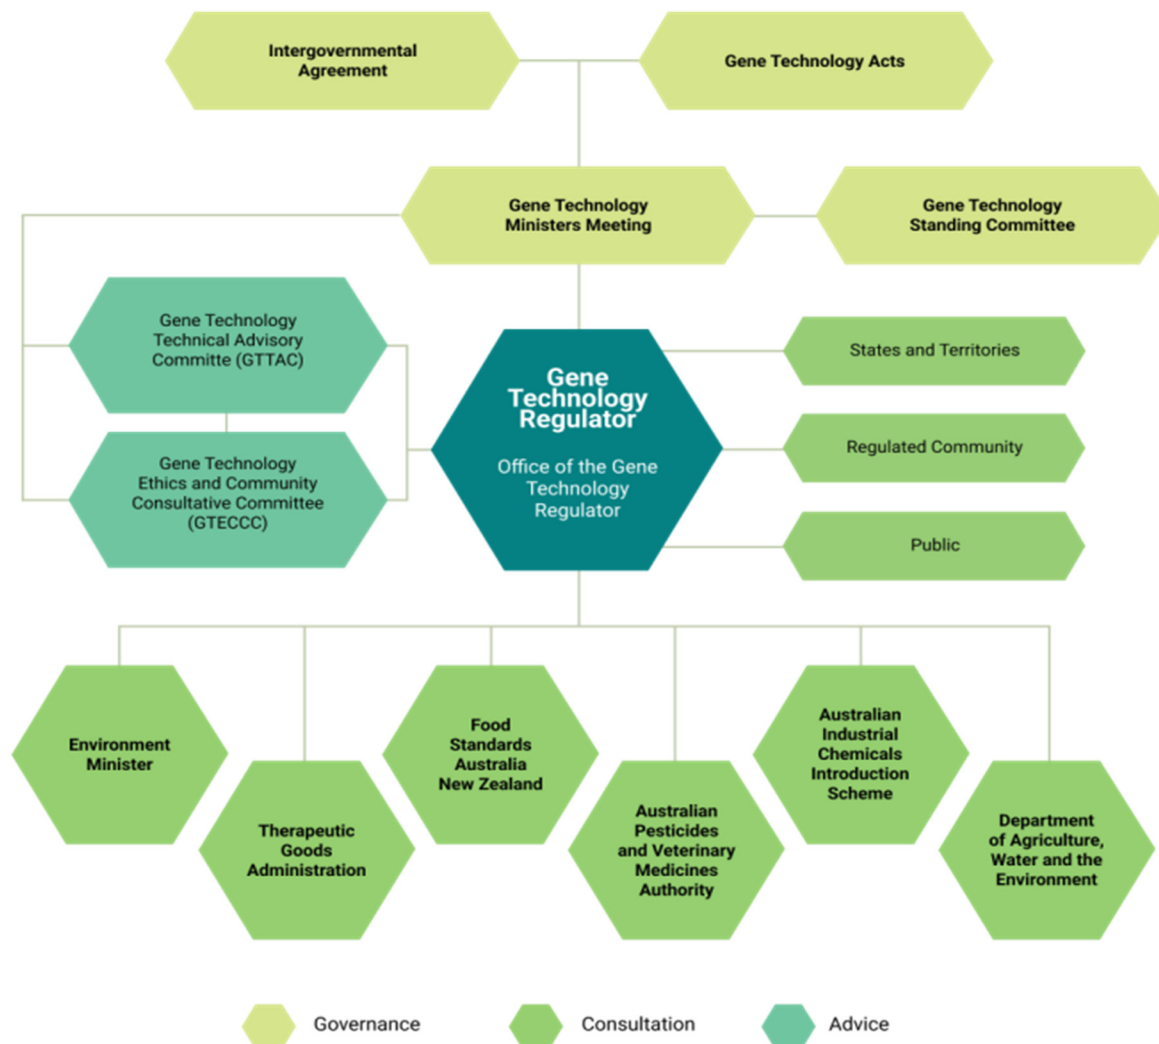 Intergovernmental
Agreement
Gene Technology Acts
Gene Technology
Ministers Meeting
Gene Technology
Standing Committee
Gene Technology
Technical Advisory
Committe (GTTAC)
Gene Technology
Ethics and Community
Consultative Committee
(GTECCC)
Gene
Technology
Regulator
Office of the Gene
Technology
Regulator
States and Territories
Regulated Community
Public
Environment
Minister
Therapeutic
Goods
Administration
Food
Standards
Australia
New Zealand
Australian
Pesticides
and Veterinary
Medicines
Authority
Australian
Industrial
Chemicals
Introduction
Scheme
Department
of Agriculture,
Water and the
Environment
Governance
Consultation
Advice